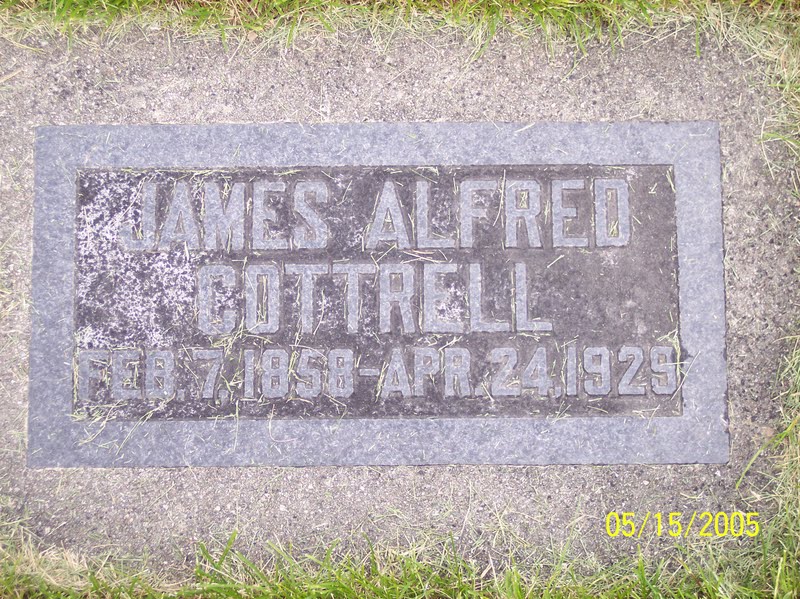 JAMES ALFRED
COTTRELL
FEB. 7, 1858 - APR. 24, 1929
05/15/2005